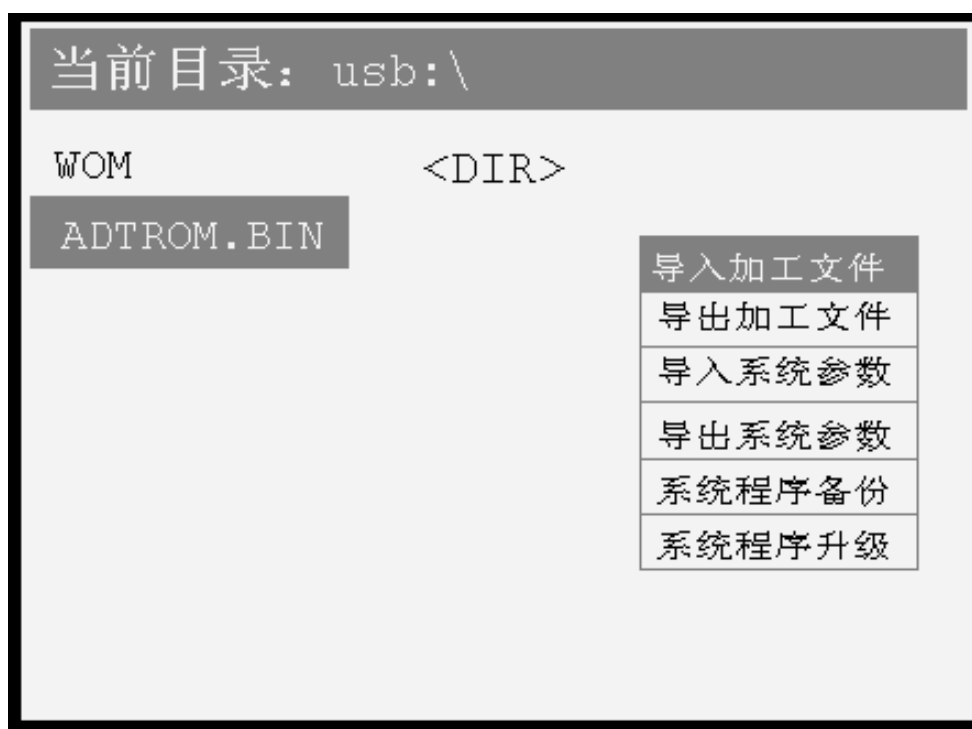 当前目录：usb:\
WOM <DIR>
ADTROM.BIN
导入加工文件
导出加工文件
导入系统参数
导出系统参数
系统程序备份
系统程序升级